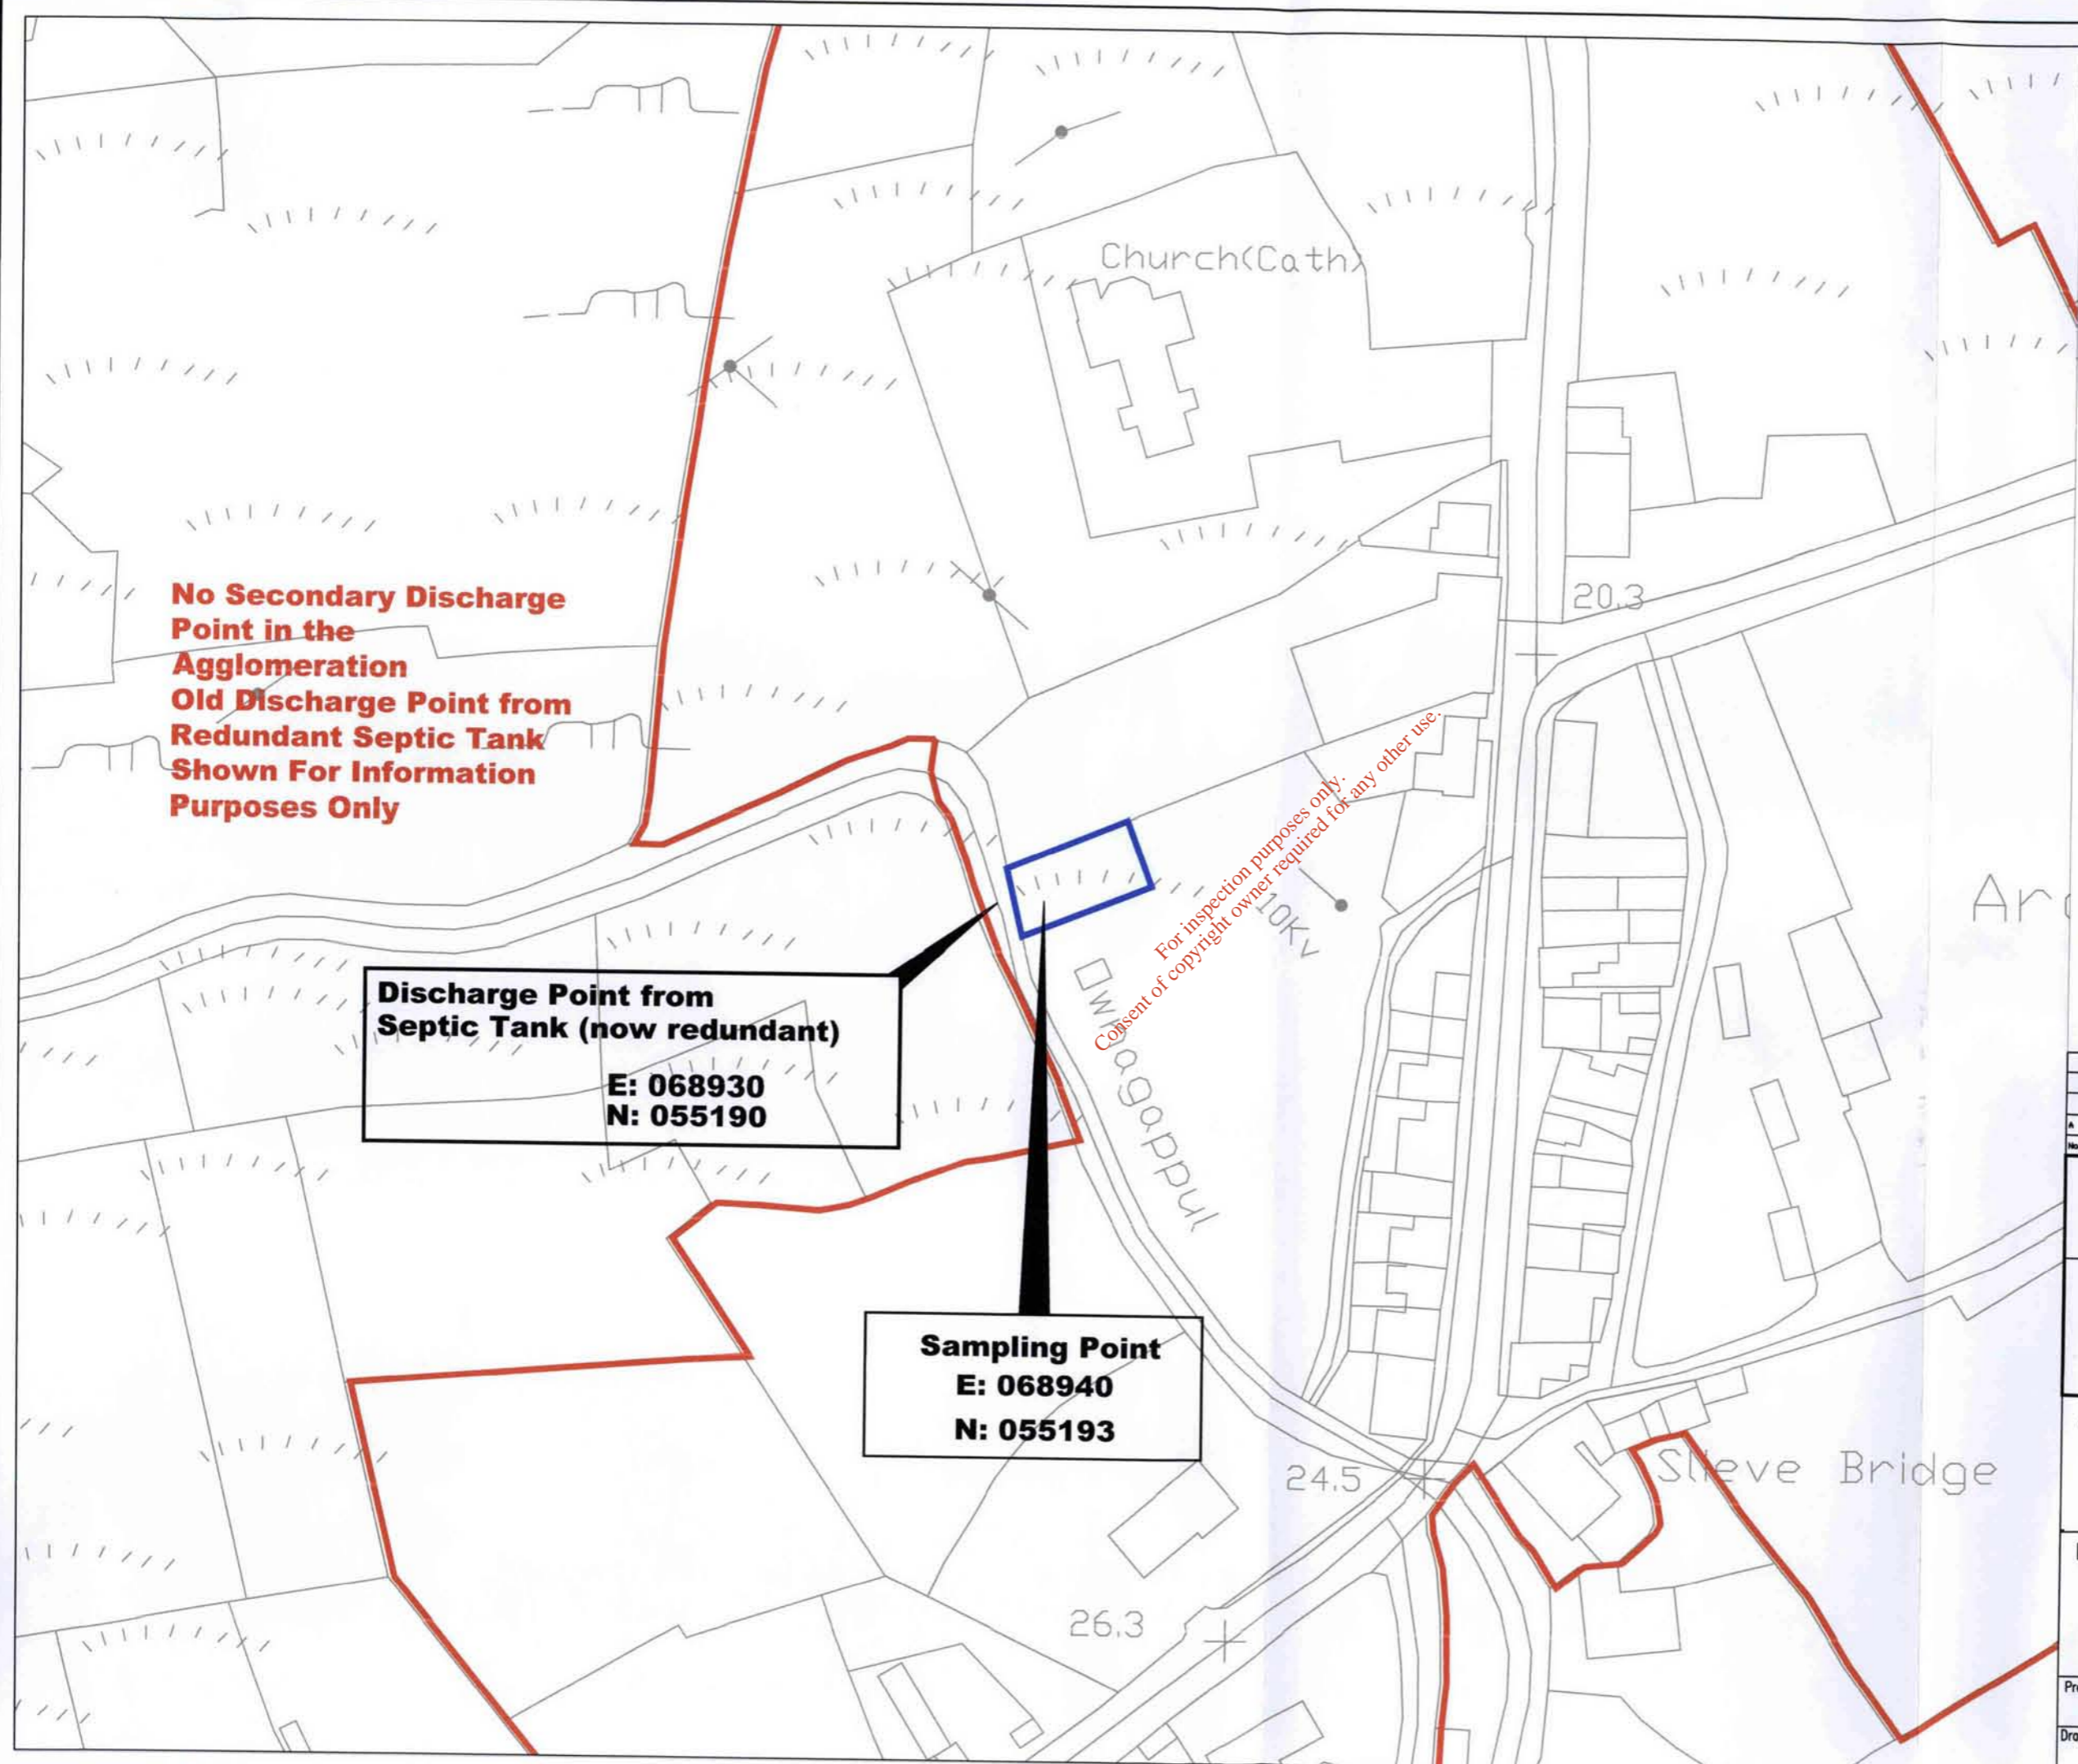 Church(Cath)
20.3
No Secondary Discharge
Point in the
Agglomeration
Old Discharge Point from
Redundant Septic Tank
Shown For Information
Purposes Only
For inspection purposes only.
Consent of copyright owner required for any other use.
10Kv
Discharge Point from
Septic Tank (now redundant)
E: 068930
N: 055190
Sampling Point
E: 068940
N: 055193
24.5
Slieve Bridge
26.3